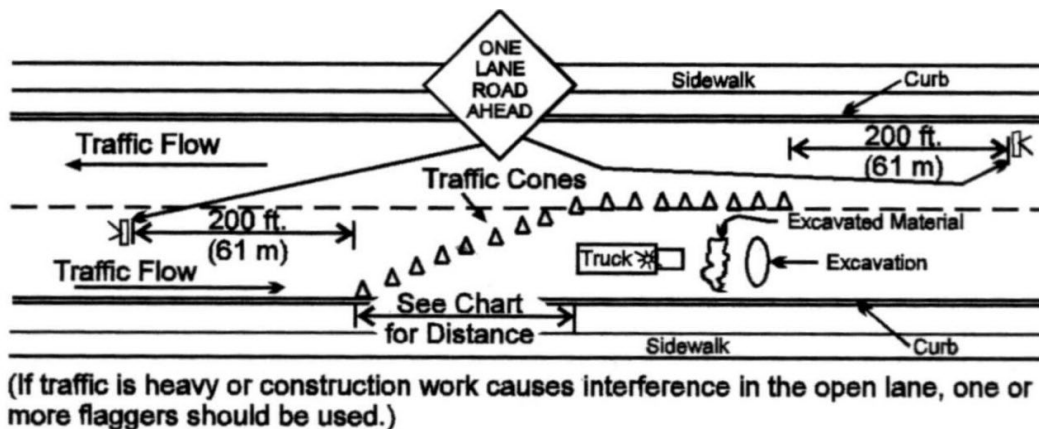 ONE
LANE
ROAD
AHEAD
Sidewalk
Curb
Traffic Flow
200 ft.
(61 m)
Traffic Cones
200 ft.
(61 m)
Excavated Material
Truck
Excavation
Traffic Flow
See Chart
for Distance
Sidewalk
Curb
(If traffic is heavy or construction work causes interference in the open lane, one or
more flaggers should be used.)